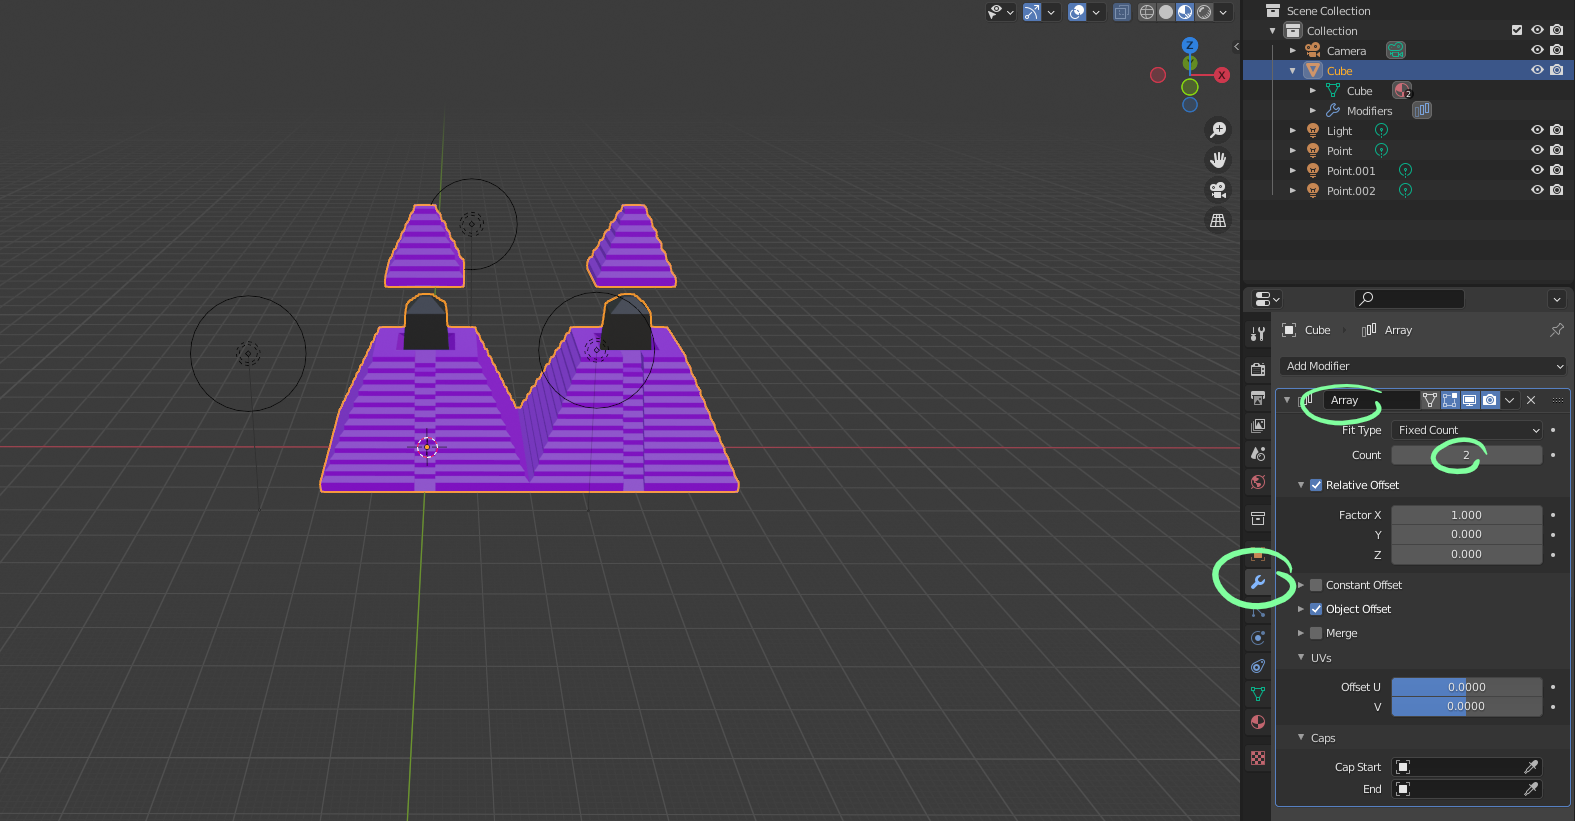 Scene Collection
Collection
Camera
Cube
Cube
2
Modifiers
Light
Point
Point.001
Point.002
Z
Y
X
Cube
Array
Add Modifier
Array
Fit Type
Fixed Count
Count
2
Relative Offset
Factor X
1.000
Y
0.000
Z
0.000
Constant Offset
Object Offset
Merge
UVs
Offset U
0.0000
V
0.0000
Caps
Cap Start
End